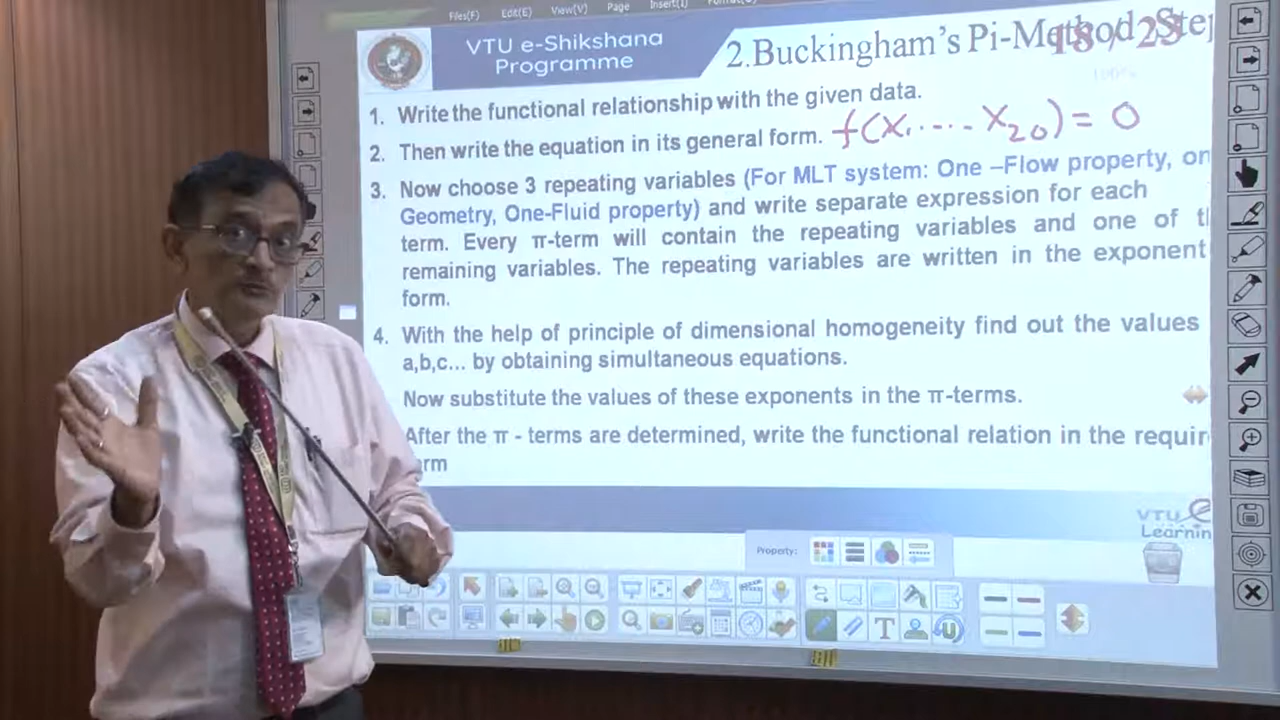 Files(F) Edit(E) View(V) Page Insert(I)
VTU e-Shikshana
Programme
2.Buckingham's Pi-Method Step
18 / 23
100%
1. Write the functional relationship with the given data.
2. Then write the equation in its general form. f(x1.... x20) = 0
3. Now choose 3 repeating variables (For MLT system: One –Flow property, on
Geometry, One-Fluid property) and write separate expression for each
term. Every π-term will contain the repeating variables and one of t
remaining variables. The repeating variables are written in the exponent
form.
4. With the help of principle of dimensional homogeneity find out the values
a,b,c... by obtaining simultaneous equations.
Now substitute the values of these exponents in the π-terms.
After the π - terms are determined, write the functional relation in the requir
rm
VTU e
Learnin
Property:
T